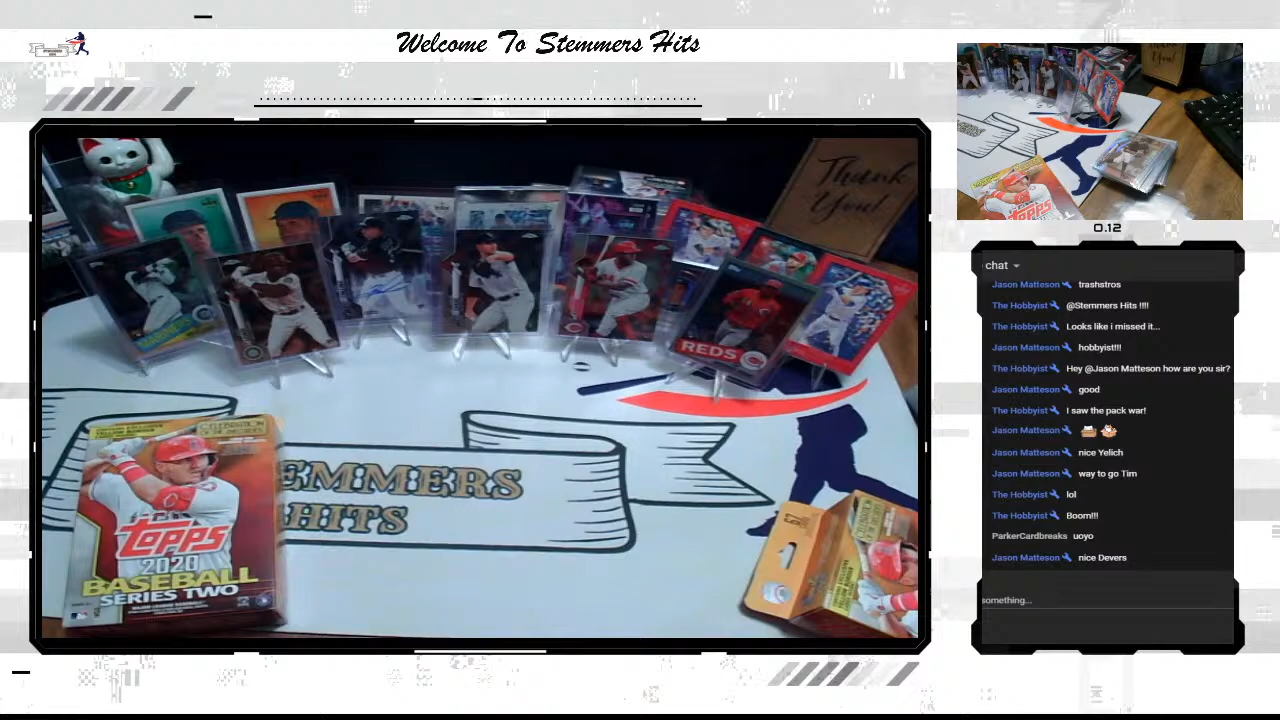 Welcome To Stemmers Hits
Thank
You!
MARINERS
REDS
EMMERS
HITS
TOPPS
2020
BASEBALL
SERIES TWO
Thank
You!
TOPPS
0.12
chat
Jason Matteson trashstros
The Hobbyist @Stemmers Hits !!!!
The Hobbyist Looks like i missed it...
Jason Matteson hobbyist!!!
The Hobbyist Hey @Jason Matteson how are you sir?
Jason Matteson good
The Hobbyist I saw the pack war!
Jason Matteson
Jason Matteson nice Yelich
Jason Matteson way to go Tim
The Hobbyist lol
The Hobbyist Boom!!!
ParkerCardbreaks uoyo
Jason Matteson nice Devers
something...